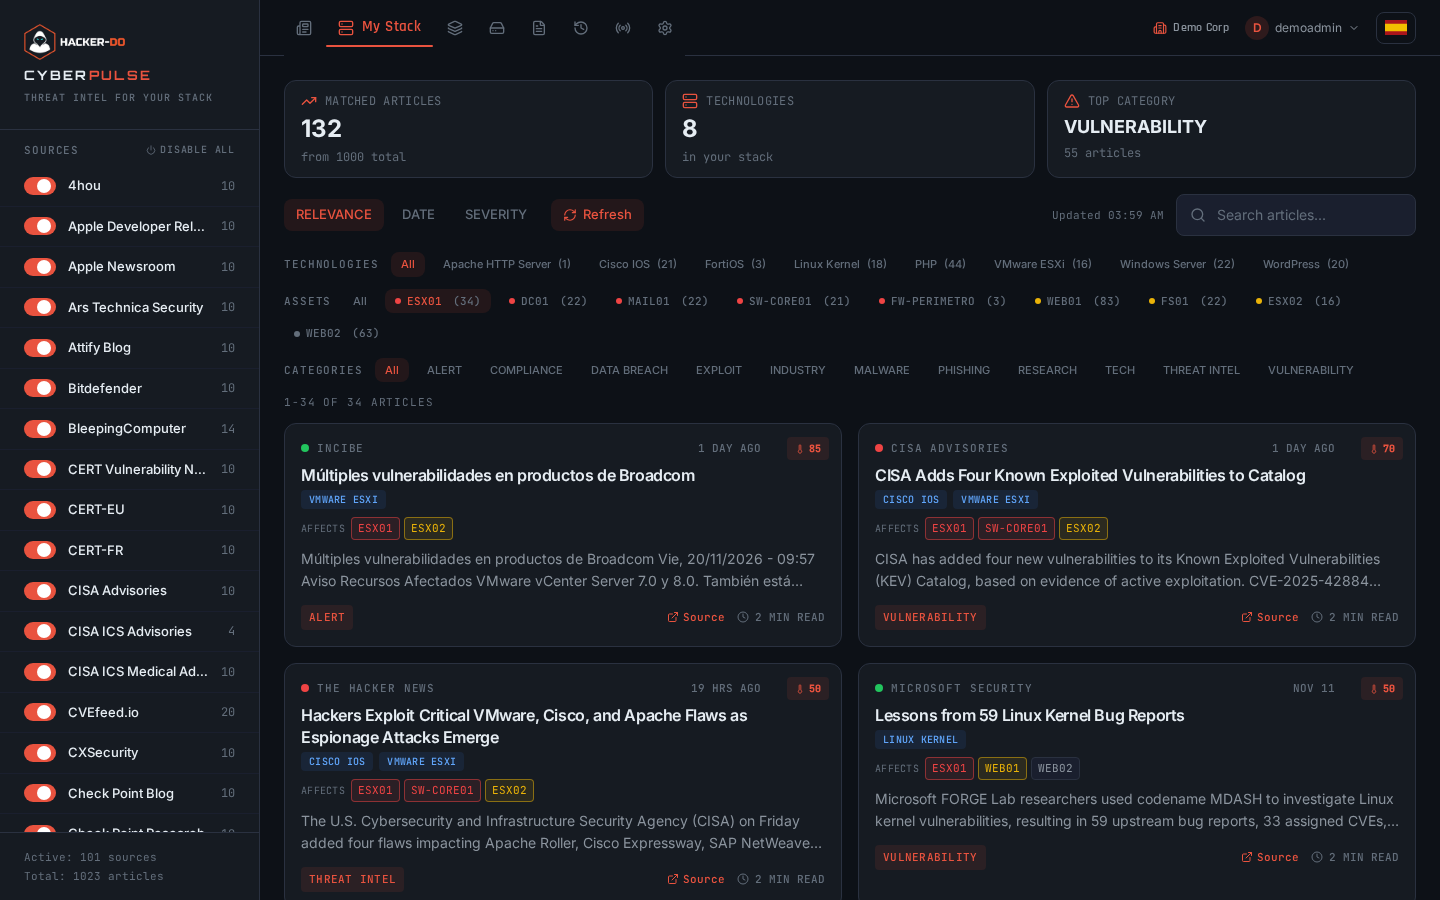 HACKER-DO
CYBERPULSE
THREAT INTEL FOR YOUR STACK
SOURCES DISABLE ALL
4hou 10
Apple Developer Rel... 10
Apple Newsroom 10
Ars Technica Security 10
Attify Blog 10
Bitdefender 10
BleepingComputer 14
CERT Vulnerability N... 10
CERT-EU 10
CERT-FR 10
CISA Advisories 10
CISA ICS Advisories 4
CISA ICS Medical Ad... 10
CVEfeed.io 20
CXSecurity 10
Check Point Blog 10
Check Point Research 10
Active: 101 sources
Total: 1023 articles
My Stack
Demo Corp D demoadmin
MATCHED ARTICLES
132
from 1000 total
TECHNOLOGIES
8
in your stack
TOP CATEGORY
VULNERABILITY
55 articles
RELEVANCE DATE SEVERITY Refresh
Updated 03:59 AM Search articles...
TECHNOLOGIES All Apache HTTP Server (1) Cisco IOS (21) FortiOS (3) Linux Kernel (18) PHP (44) VMware ESXi (16) Windows Server (22) WordPress (20)
ASSETS All ESX01 (34) DC01 (22) MAIL01 (22) SW-CORE01 (21) FW-PERIMETRO (3) WEB01 (83) FS01 (22) ESX02 (16)
WEB02 (63)
CATEGORIES All ALERT COMPLIANCE DATA BREACH EXPLOIT INDUSTRY MALWARE PHISHING RESEARCH TECH THREAT INTEL VULNERABILITY
1-34 OF 34 ARTICLES
INCIBE 1 DAY AGO 85
Múltiples vulnerabilidades en productos de Broadcom
VMWARE ESXI
AFFECTS ESX01 ESX02
Múltiples vulnerabilidades en productos de Broadcom Vie, 20/11/2026 - 09:57
Aviso Recursos Afectados VMware vCenter Server 7.0 y 8.0. También está...
ALERT Source 2 MIN READ
CISA ADVISORIES 1 DAY AGO 70
CISA Adds Four Known Exploited Vulnerabilities to Catalog
CISCO IOS VMWARE ESXI
AFFECTS ESX01 SW-CORE01 ESX02
CISA has added four new vulnerabilities to its Known Exploited Vulnerabilities
(KEV) Catalog, based on evidence of active exploitation. CVE-2025-42884...
VULNERABILITY Source 2 MIN READ
THE HACKER NEWS 19 HRS AGO 50
Hackers Exploit Critical VMware, Cisco, and Apache Flaws as
Espionage Attacks Emerge
CISCO IOS VMWARE ESXI
AFFECTS ESX01 SW-CORE01 ESX02
The U.S. Cybersecurity and Infrastructure Security Agency (CISA) on Friday
added four flaws impacting Apache Roller, Cisco Expressway, SAP NetWeave...
THREAT INTEL Source 2 MIN READ
MICROSOFT SECURITY NOV 11 50
Lessons from 59 Linux Kernel Bug Reports
LINUX KERNEL
AFFECTS ESX01 WEB01 WEB02
Microsoft FORGE Lab researchers used codename MDASH to investigate Linux
kernel vulnerabilities, resulting in 59 upstream bug reports, 33 assigned CVEs,...
VULNERABILITY Source 2 MIN READ